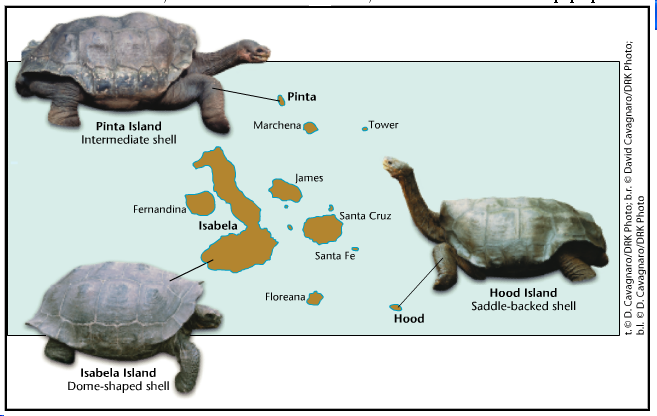 Pinta
Pinta Island
Intermediate shell
Marchena
Tower
James
Fernandina
Isabela
Santa Cruz
Santa Fe
Floreana
Hood
Hood Island
Saddle-backed shell
Isabela Island
Dome-shaped shell
t. © D. Cavagnaro/DRK Photo; b.r. © David Cavagnaro/DRK Photo;
b.l. © D. Cavagnaro/DRK Photo